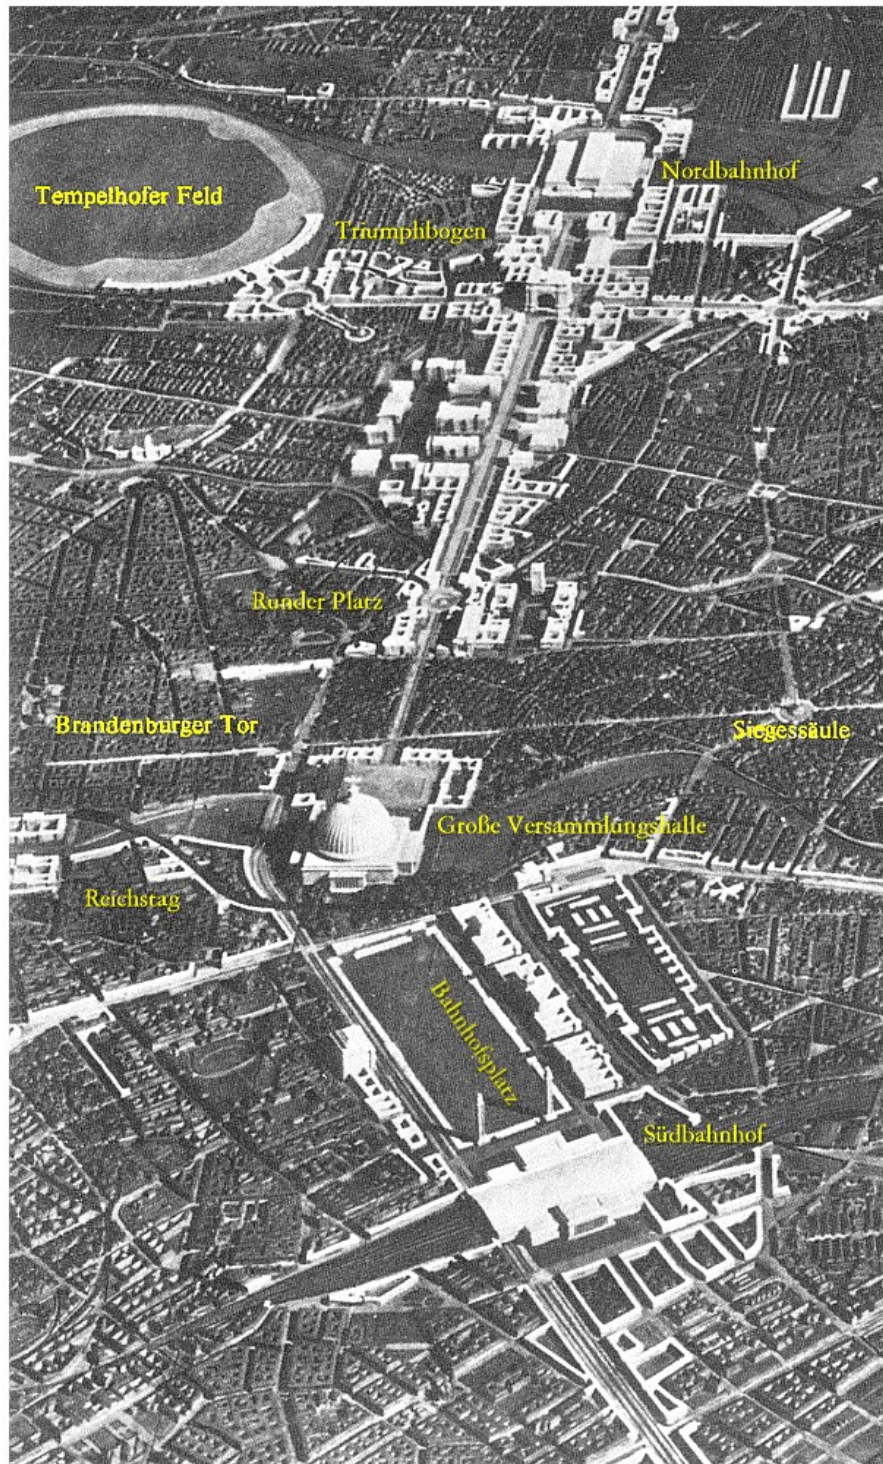 Nordbahnhof
Tempelhofer Feld
Triumphbogen
Runder Platz
Brandenburger Tor
Siegessäule
Große Versammlungshalle
Reichstag
Bahnhofsplatz
Südbahnhof